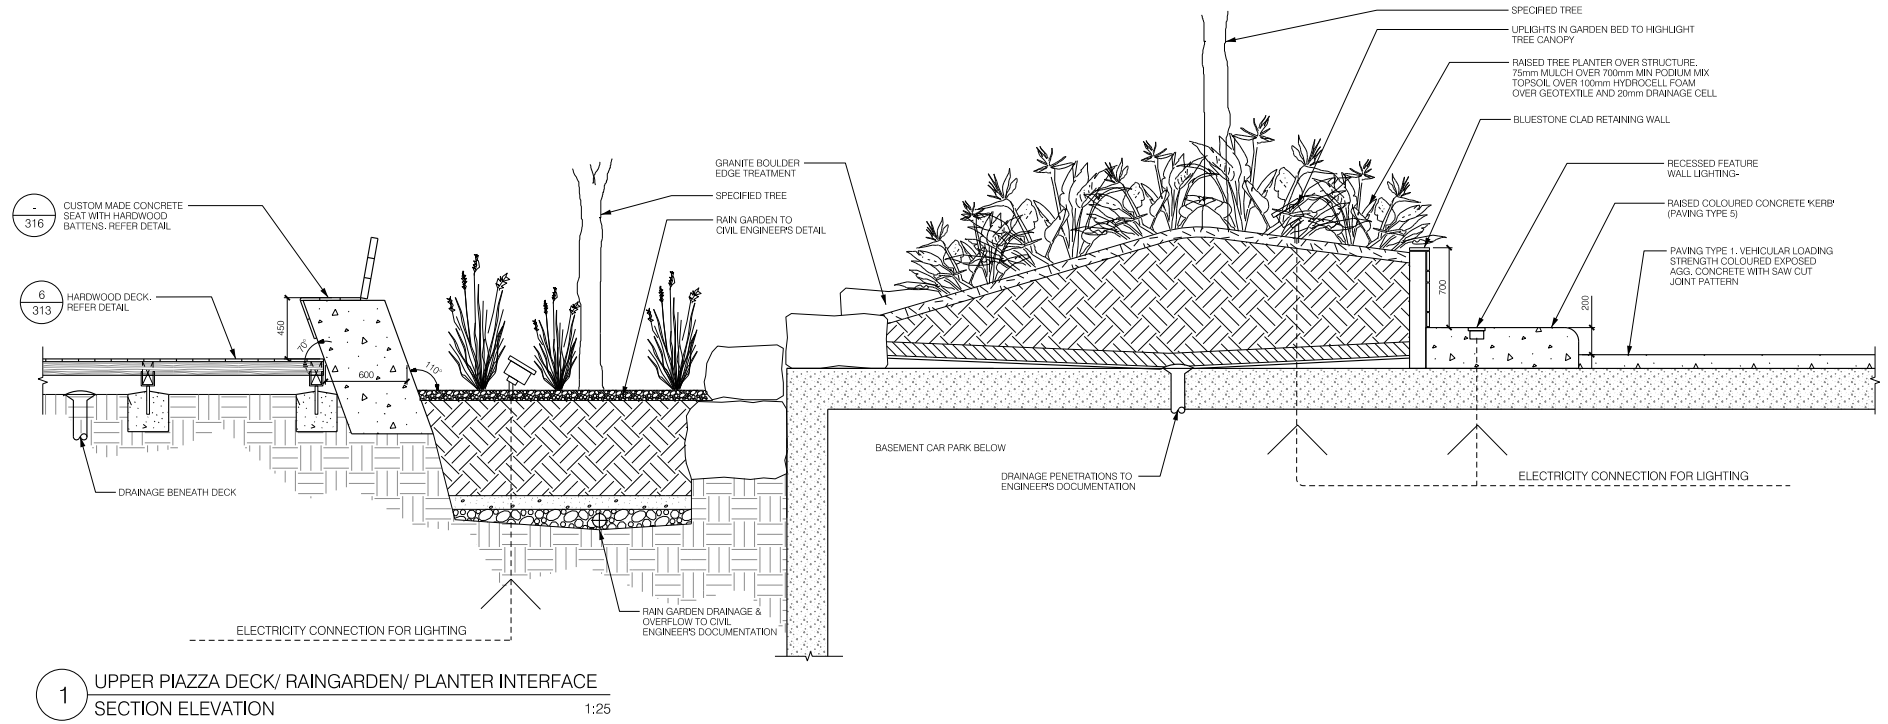 SPECIFIED TREE
UPLIGHTS IN GARDEN BED TO HIGHLIGHT
TREE CANOPY
RAISED TREE PLANTER OVER STRUCTURE.
75mm MULCH OVER 700mm MIN PODIUM MIX
TOPSOIL OVER 100mm HYDROCELL FOAM
OVER GEOTEXTILE AND 20mm DRAINAGE CELL
BLUESTONE CLAD RETAINING WALL
RECESSED FEATURE
WALL LIGHTING-
RAISED COLOURED CONCRETE 'KERB'
(PAVING TYPE 5)
PAVING TYPE 1. VEHICULAR LOADING
STRENGTH COLOURED EXPOSED
AGG. CONCRETE WITH SAW CUT
JOINT PATTERN
GRANITE BOULDER
EDGE TREATMENT
SPECIFIED TREE
RAIN GARDEN TO
CIVIL ENGINEER'S DETAIL
-
316
CUSTOM MADE CONCRETE
SEAT WITH HARDWOOD
BATTENS. REFER DETAIL
6
313
HARDWOOD DECK.
REFER DETAIL
450
70°
600
110°
700
200
DRAINAGE BENEATH DECK
BASEMENT CAR PARK BELOW
DRAINAGE PENETRATIONS TO
ENGINEER'S DOCUMENTATION
ELECTRICITY CONNECTION FOR LIGHTING
RAIN GARDEN DRAINAGE &
OVERFLOW TO CIVIL
ENGINEER'S DOCUMENTATION
ELECTRICITY CONNECTION FOR LIGHTING
1
UPPER PIAZZA DECK/ RAINGARDEN/ PLANTER INTERFACE
SECTION ELEVATION
1:25